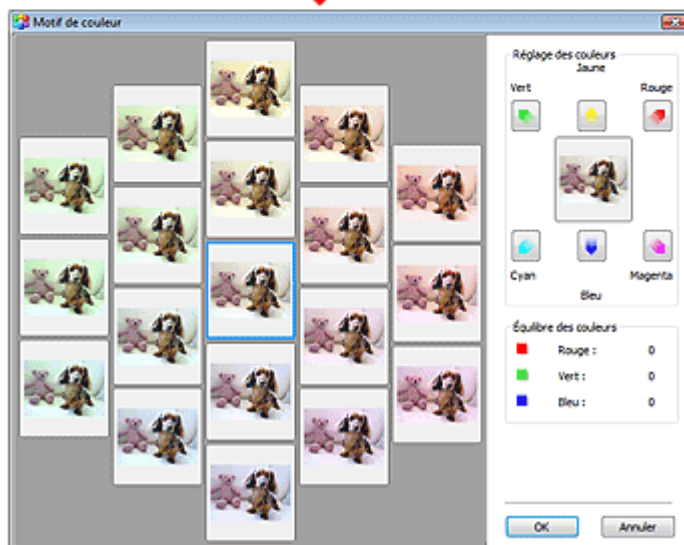 Motif de couleur
Réglage des couleurs
Jaune
Vert
Rouge
Cyan
Magenta
Bleu
Équilibre des couleurs
Rouge : 0
Vert : 0
Bleu : 0
OK
Annuler